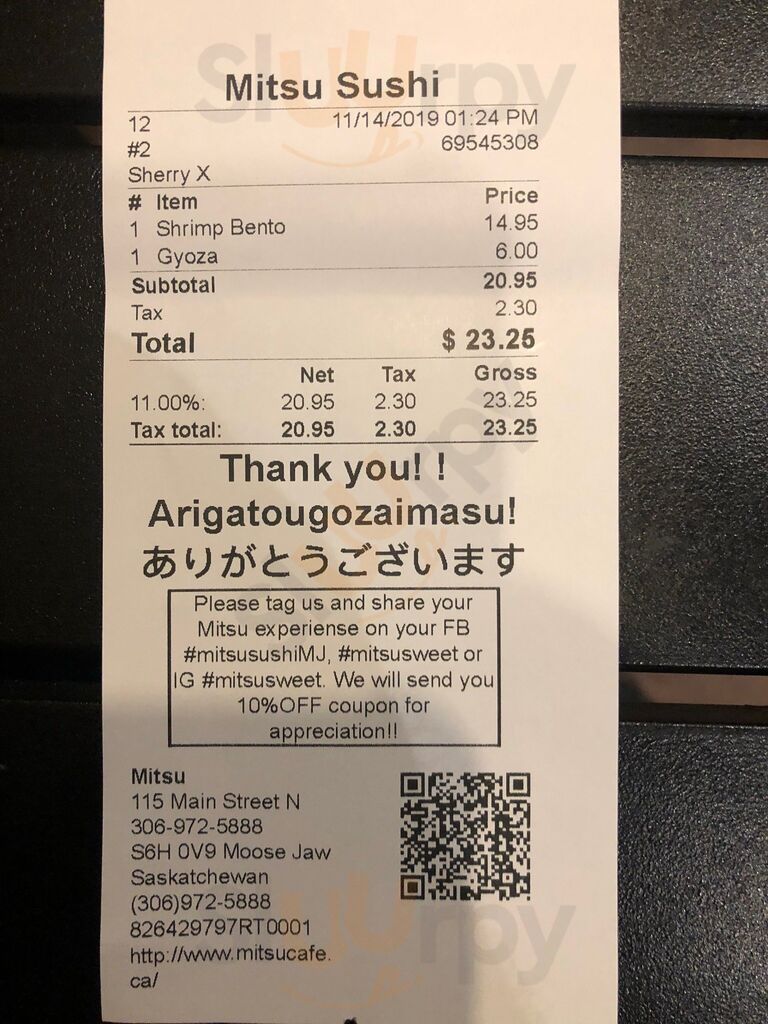 Mitsu Sushi
12 11/14/2019 01:24 PM
#2 69545308
Sherry X
# Item Price
1 Shrimp Bento 14.95
1 Gyoza 6.00
Subtotal 20.95
Tax 2.30
Total $ 23.25
Net Tax Gross
11.00%: 20.95 2.30 23.25
Tax total: 20.95 2.30 23.25
Thank you! !
Arigatougozaimasu!
ありがとうございます
Please tag us and share your
Mitsu experiense on your FB
#mitsusushiMJ, #mitsusweet or
IG #mitsusweet. We will send you
10%OFF coupon for
appreciation!!
Mitsu
115 Main Street N
306-972-5888
S6H 0V9 Moose Jaw
Saskatchewan
(306)972-5888
826429797RT0001
http://www.mitsucafe.
ca/
Sluurpy
Sluurpy
Sluurpy